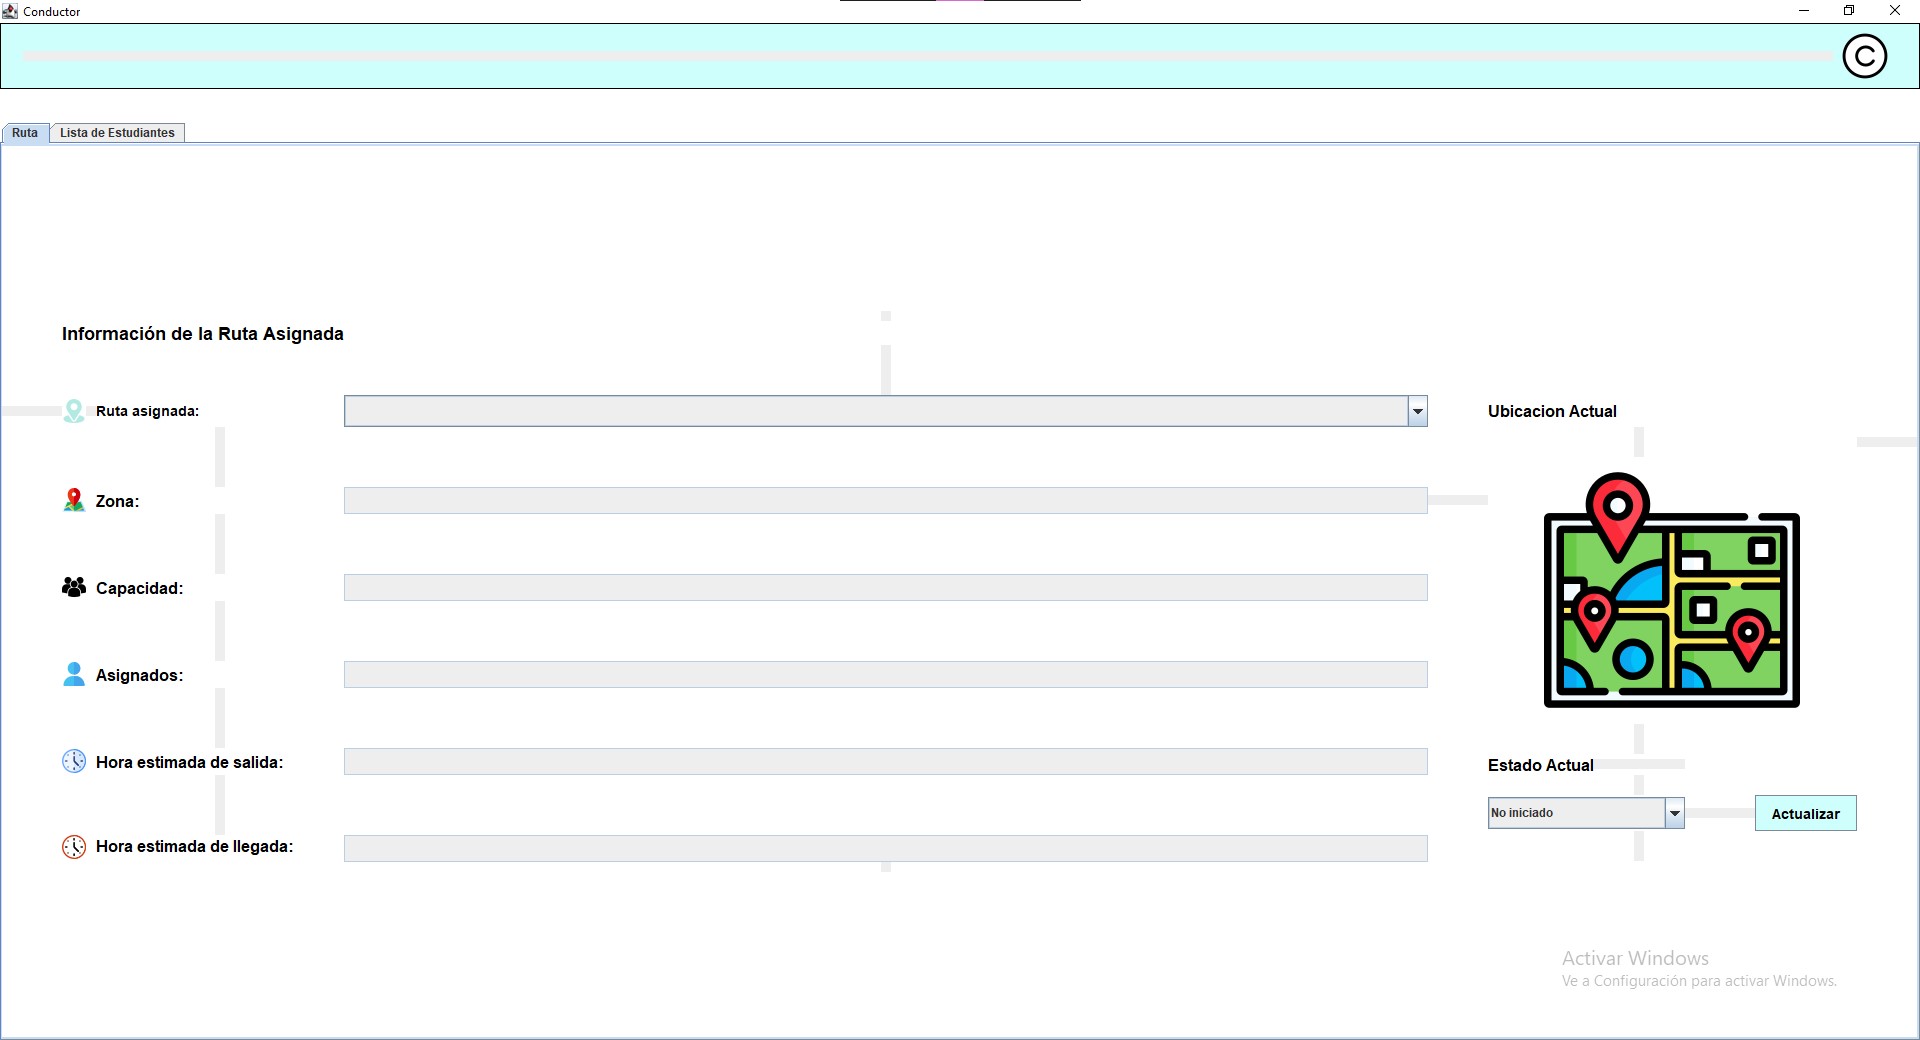 Conductor
C
Ruta
Lista de Estudiantes
Información de la Ruta Asignada
Ruta asignada:
Ubicacion Actual
Zona:
Capacidad:
Asignados:
Hora estimada de salida:
Estado Actual
No iniciado
Actualizar
Hora estimada de llegada:
Activar Windows
Ve a Configuración para activar Windows.